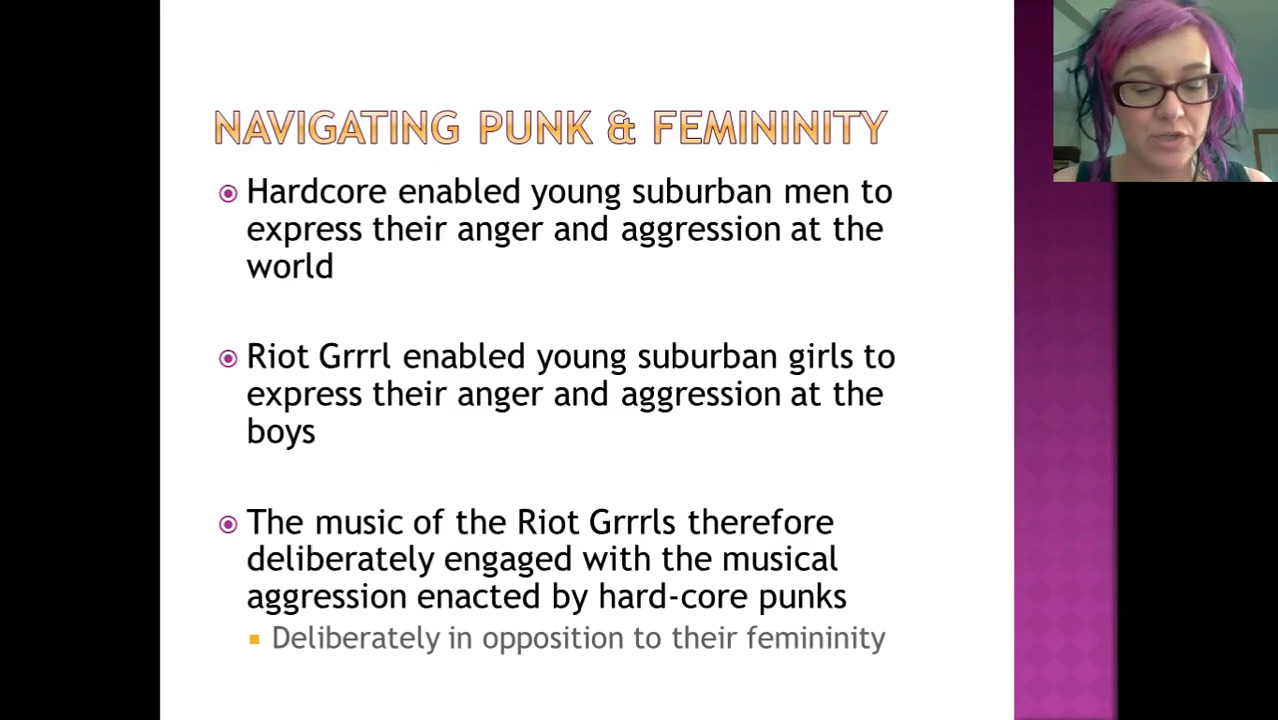 NAVIGATING PUNK & FEMININITY
Hardcore enabled young suburban men to
express their anger and aggression at the
world
Riot Grrrl enabled young suburban girls to
express their anger and aggression at the
boys
The music of the Riot Grrrls therefore
deliberately engaged with the musical
aggression enacted by hard-core punks
Deliberately in opposition to their femininity